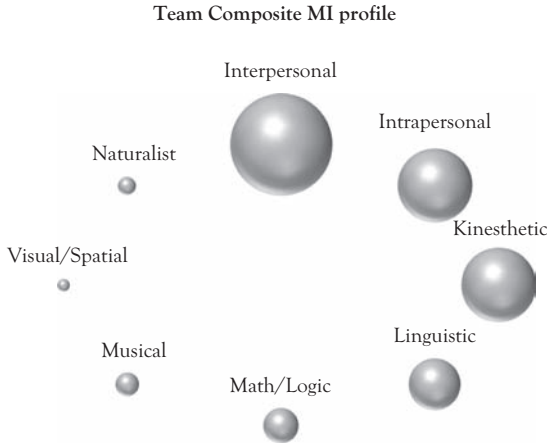 Team Composite MI profile
Interpersonal
Intrapersonal
Naturalist
Kinesthetic
Visual/Spatial
Linguistic
Musical
Math/Logic